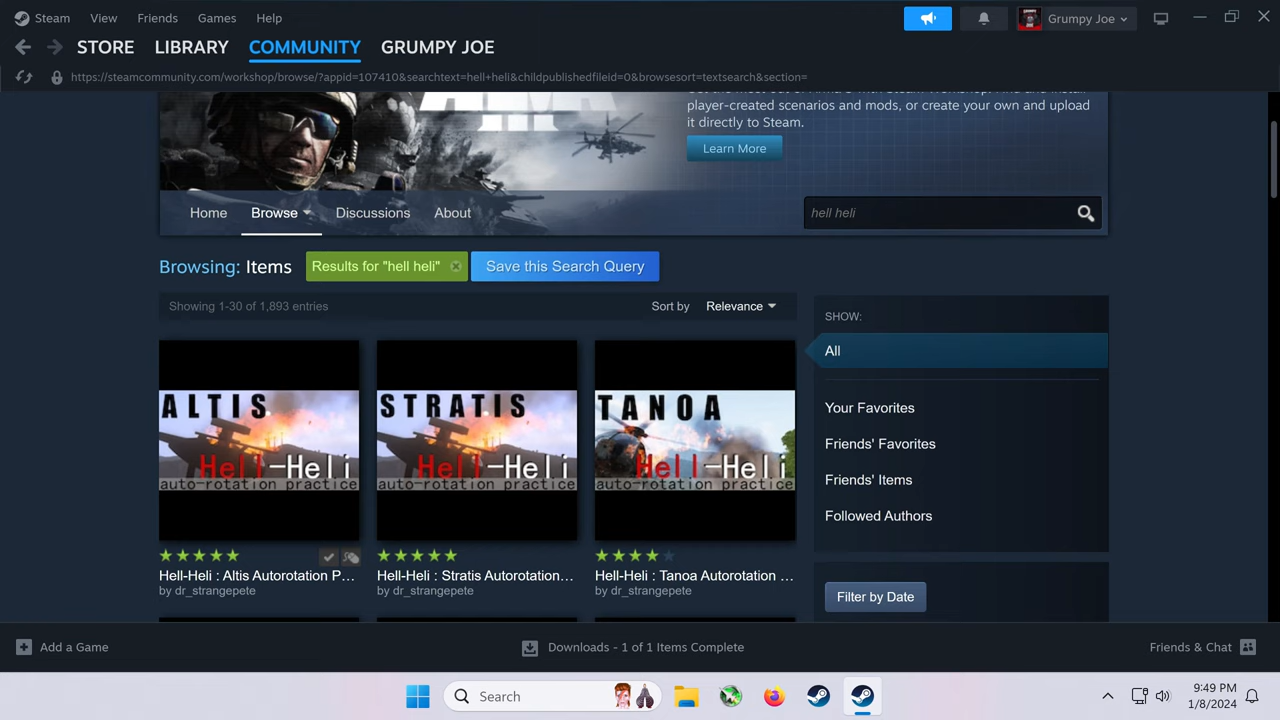 Steam View Friends Games Help
Grumpy Joe
STORE LIBRARY COMMUNITY GRUMPY JOE
https://steamcommunity.com/workshop/browse/?appid=107410&searchtext=hell+heli&childpublishedfileid=0&browsesort=textsearch&section=
player-created scenarios and mods, or create your own and upload
it directly to Steam.
Learn More
Home Browse Discussions About
hell heli
Browsing: Items Results for "hell heli" Save this Search Query
Showing 1-30 of 1,893 entries
Sort by Relevance
SHOW:
All
Your Favorites
Friends' Favorites
Friends' Items
Followed Authors
Filter by Date
ALTIS
Hell-Heli
auto-rotation practice
STRATIS
Hell-Heli
auto-rotation practice
TANOA
Hell-Heli
auto-rotation practice
Hell-Heli : Altis Autorotation P...
by dr_strangepete
Hell-Heli : Stratis Autorotation...
by dr_strangepete
Hell-Heli : Tanoa Autorotation ...
by dr_strangepete
Add a Game
Downloads - 1 of 1 Items Complete
Friends & Chat
Search
9:49 PM
1/8/2024